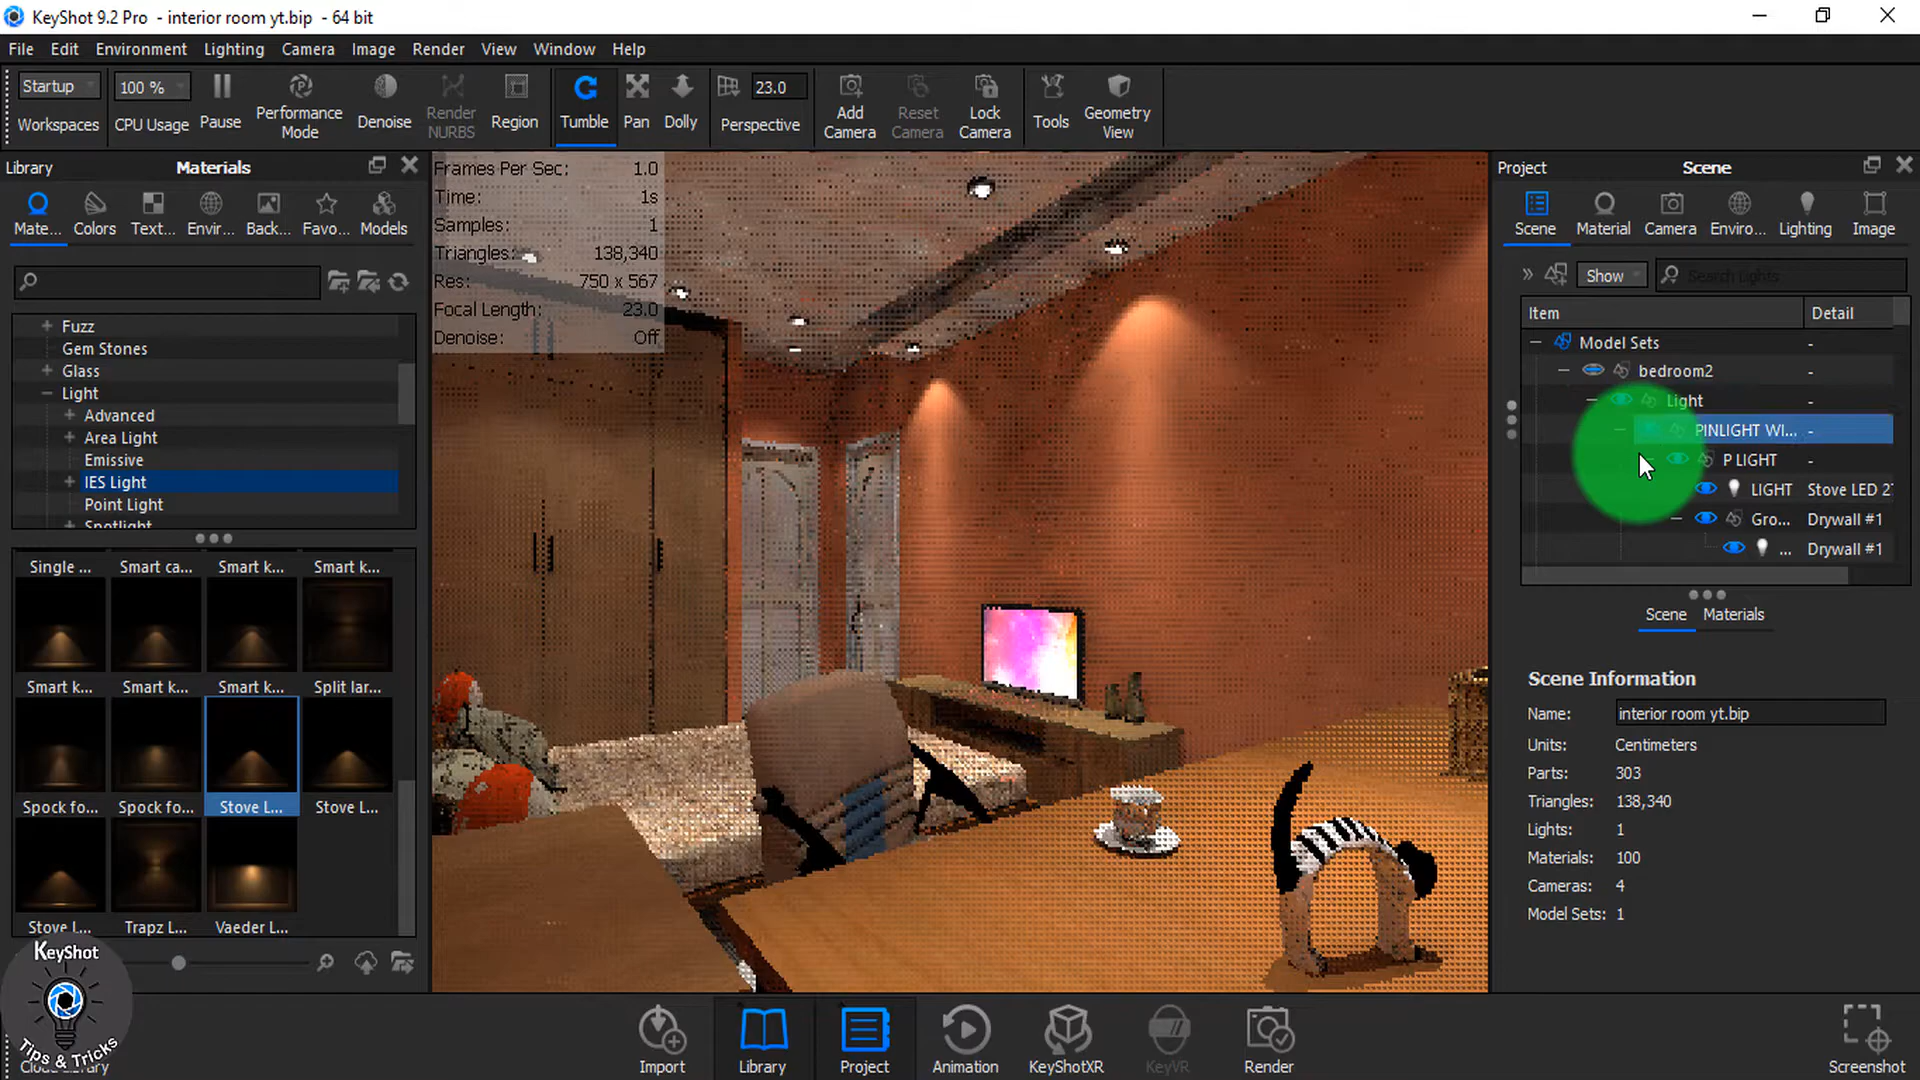 KeyShot 9.2 Pro - interior room yt.bip - 64 bit
File Edit Environment Lighting Camera Image Render View Window Help
Startup
Workspaces
100 %
CPU Usage
Pause
Performance Mode
Denoise
Render NURBS
Region
Tumble
Pan
Dolly
23.0
Perspective
Add Camera
Reset Camera
Lock Camera
Tools
Geometry View
Library
Materials
Mate...
Colors
Text...
Envir...
Back...
Favo...
Models
Fuzz
Gem Stones
Glass
Light
Advanced
Area Light
Emissive
IES Light
Point Light
Spotlight
Single ... Smart ca... Smart k... Smart k...
Smart k... Smart k... Smart k... Split lar...
Spock fo... Spock fo... Stove L... Stove L...
Stove L... Trapz L... Vaeder L...
KeyShot
Tips & Tricks
Frames Per Sec: 1.0
Time: 1s
Samples: 1
Triangles: 138,340
Res: 750 x 567
Focal Length: 23.0
Denoise: Off
Project
Scene
Scene
Material
Camera
Enviro...
Lighting
Image
Show
Search Lights
Item Detail
Model Sets -
bedroom2 -
Light -
PINLIGHT WI... -
P LIGHT -
LIGHT Stove LED 2
Gro... Drywall #1
... Drywall #1
Scene Materials
Scene Information
Name: interior room yt.bip
Units: Centimeters
Parts: 303
Triangles: 138,340
Lights: 1
Materials: 100
Cameras: 4
Model Sets: 1
Import
Library
Project
Animation
KeyShotXR
KeyVR
Render
Screenshot